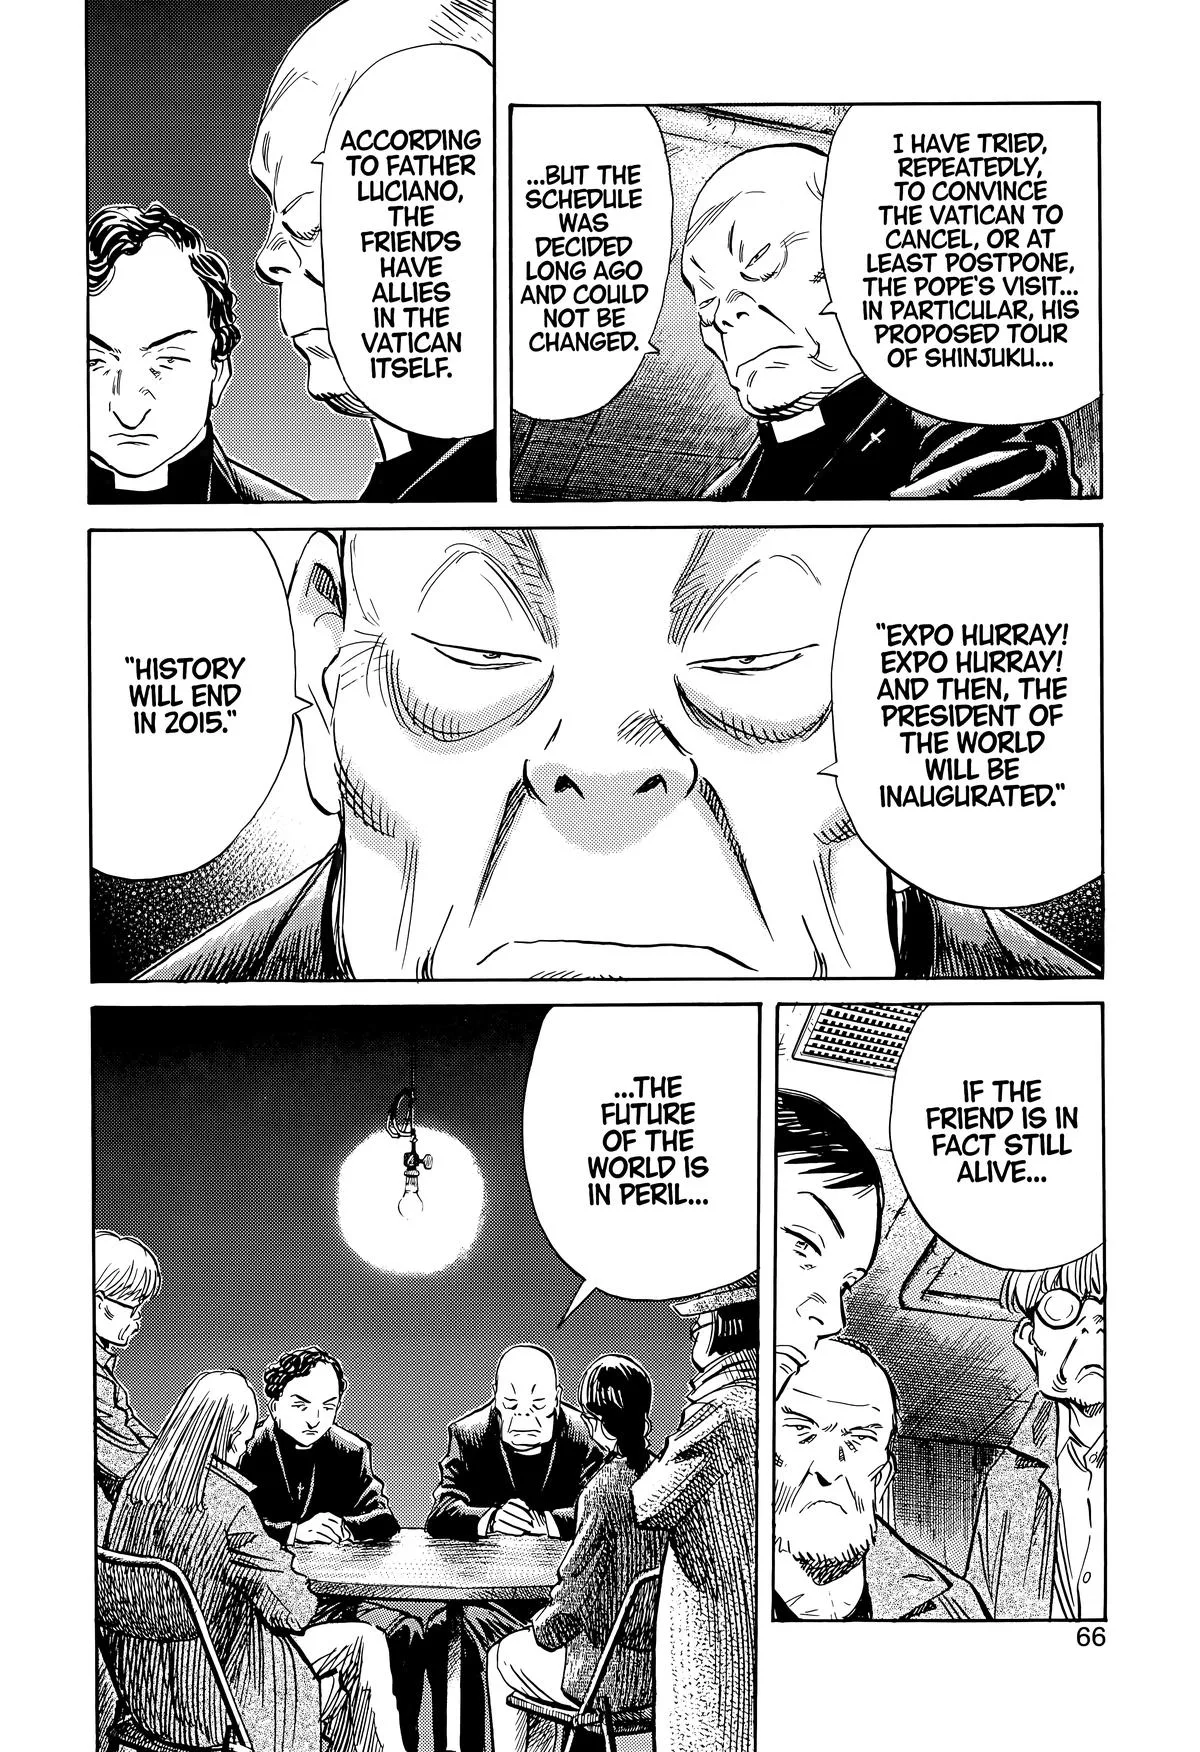 I HAVE TRIED,
REPEATEDLY,
TO CONVINCE
THE VATICAN TO
CANCEL, OR AT
LEAST POSTPONE,
THE POPE'S VISIT...
IN PARTICULAR, HIS
PROPOSED TOUR
OF SHINJUKU...
...BUT THE
SCHEDULE
WAS
DECIDED
LONG AGO
AND COULD
NOT BE
CHANGED.
ACCORDING
TO FATHER
LUCIANO,
THE
FRIENDS
HAVE
ALLIES
IN THE
VATICAN
ITSELF.
"EXPO HURRAY!
EXPO HURRAY!
AND THEN, THE
PRESIDENT OF
THE WORLD
WILL BE
INAUGURATED."
"HISTORY
WILL END
IN 2015."
IF THE
FRIEND IS IN
FACT STILL
ALIVE...
...THE
FUTURE
OF THE
WORLD IS
IN PERIL...
66